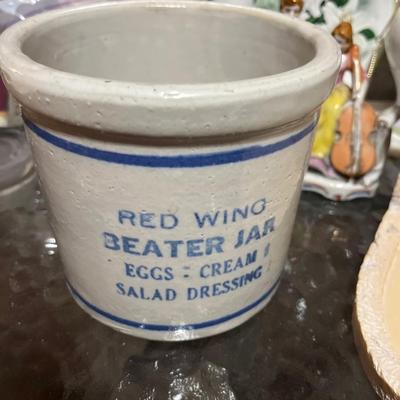 RED WING
BEATER JAR
EGGS : CREAM :
SALAD DRESSING :